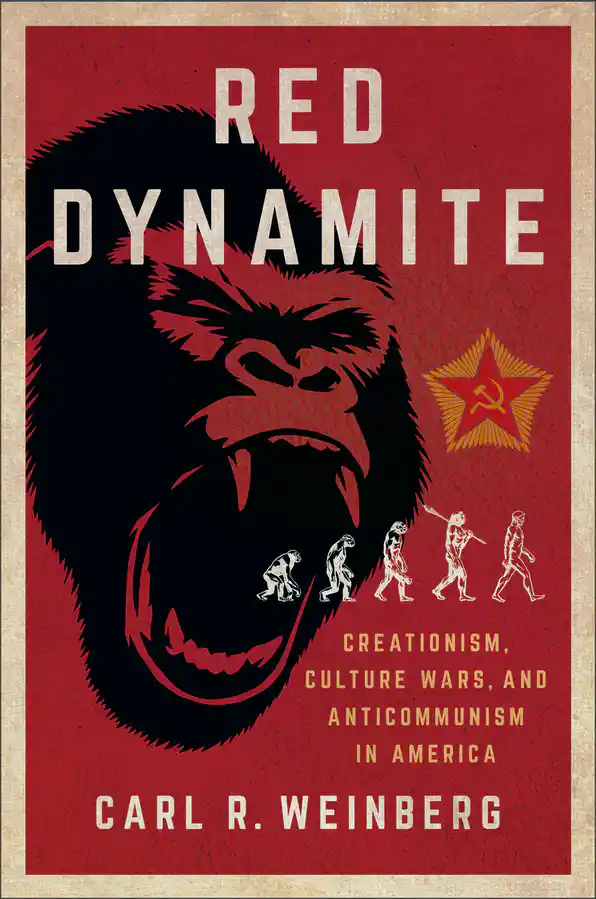 RED
DYNAMITE
CREATIONISM,
CULTURE WARS, AND
ANTICOMMUNISM
IN AMERICA
CARL R. WEINBERG